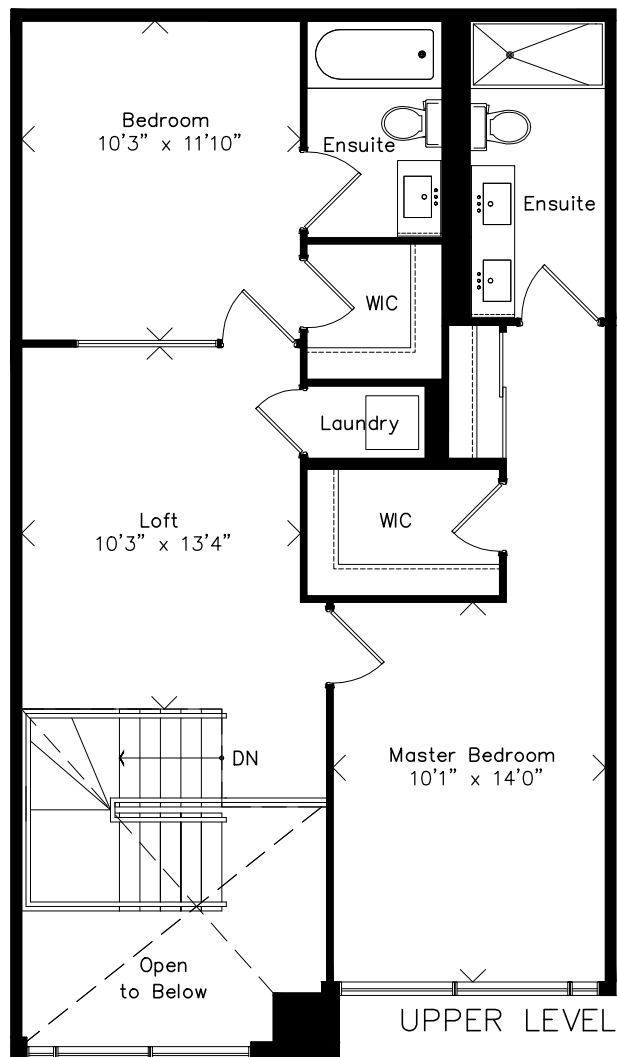 Bedroom
10'3" x 11'10"
Ensuite
Ensuite
WIC
Laundry
Loft
10'3" x 13'4"
WIC
DN
Master Bedroom
10'1" x 14'0"
Open
to Below
UPPER LEVEL